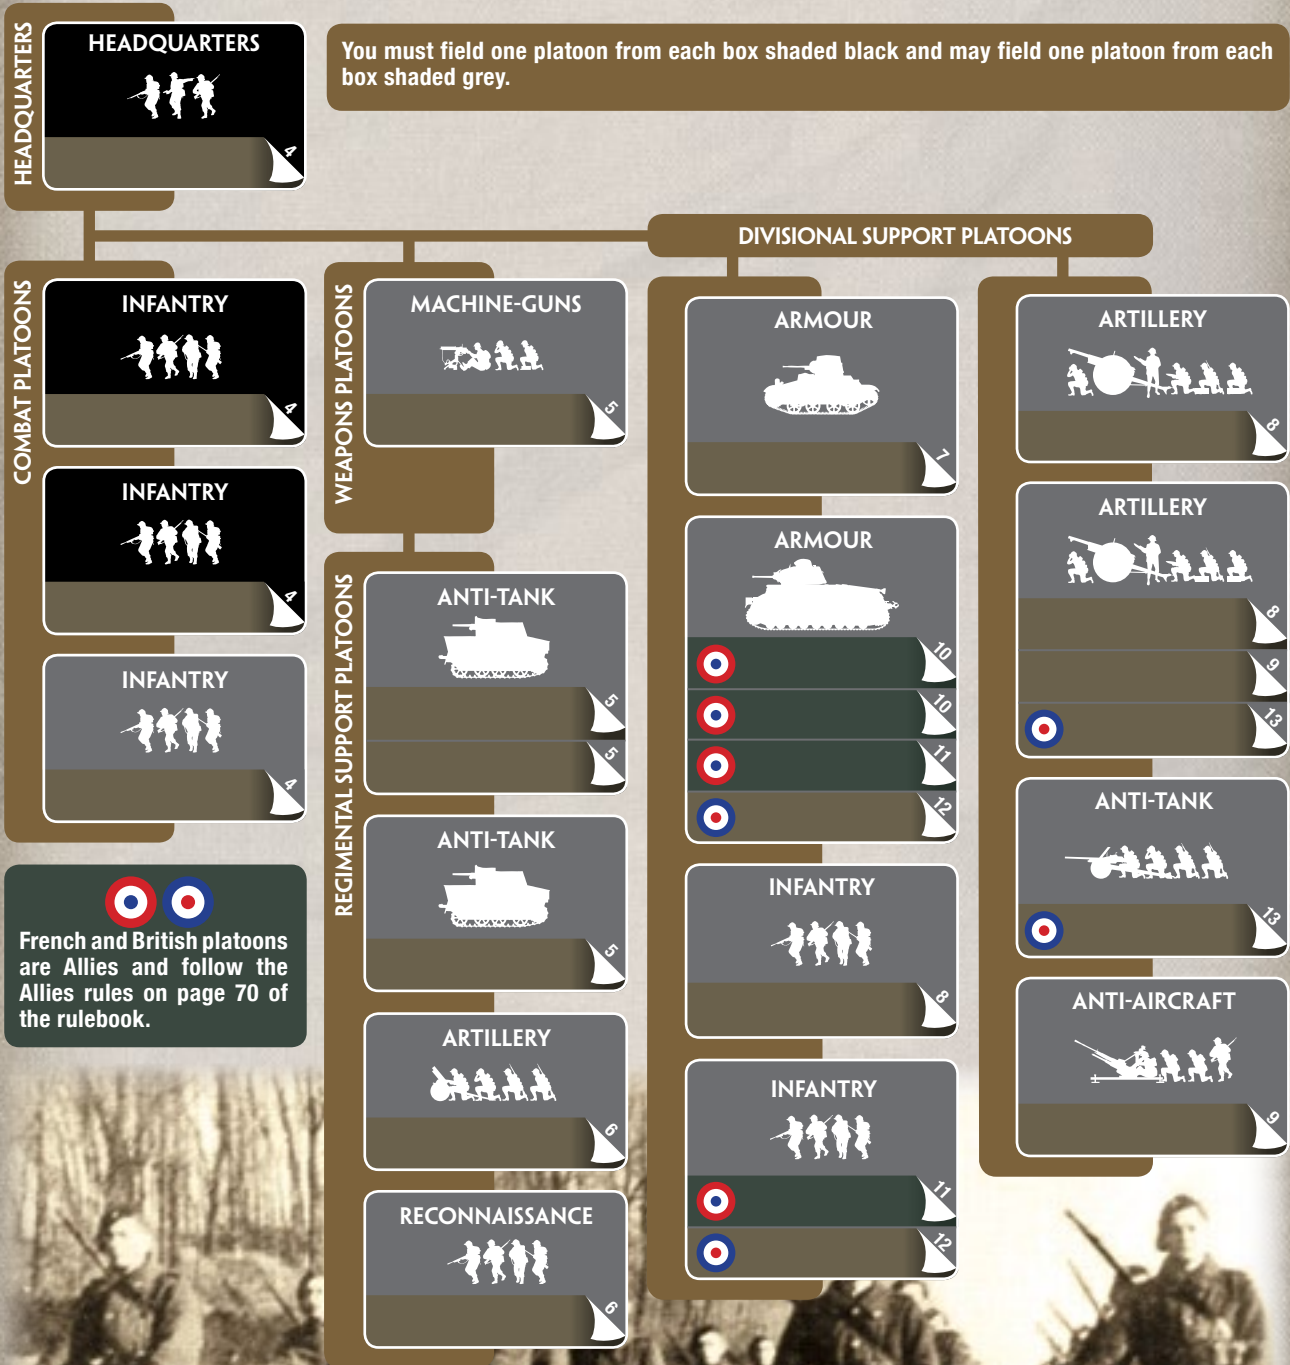 HEADQUARTERS
HEADQUARTERS
4
You must field one platoon from each box shaded black and may field one platoon from each
box shaded grey.
COMBAT PLATOONS
INFANTRY
4
INFANTRY
4
INFANTRY
4
French and British platoons
are Allies and follow the
Allies rules on page 70 of
the rulebook.
WEAPONS PLATOONS
MACHINE-GUNS
5
REGIMENTAL SUPPORT PLATOONS
ANTI-TANK
5
5
ANTI-TANK
5
ARTILLERY
6
RECONNAISSANCE
6
DIVISIONAL SUPPORT PLATOONS
ARMOUR
7
ARMOUR
10
10
11
12
INFANTRY
8
INFANTRY
11
12
ARTILLERY
8
ARTILLERY
8
9
13
ANTI-TANK
13
ANTI-AIRCRAFT
9